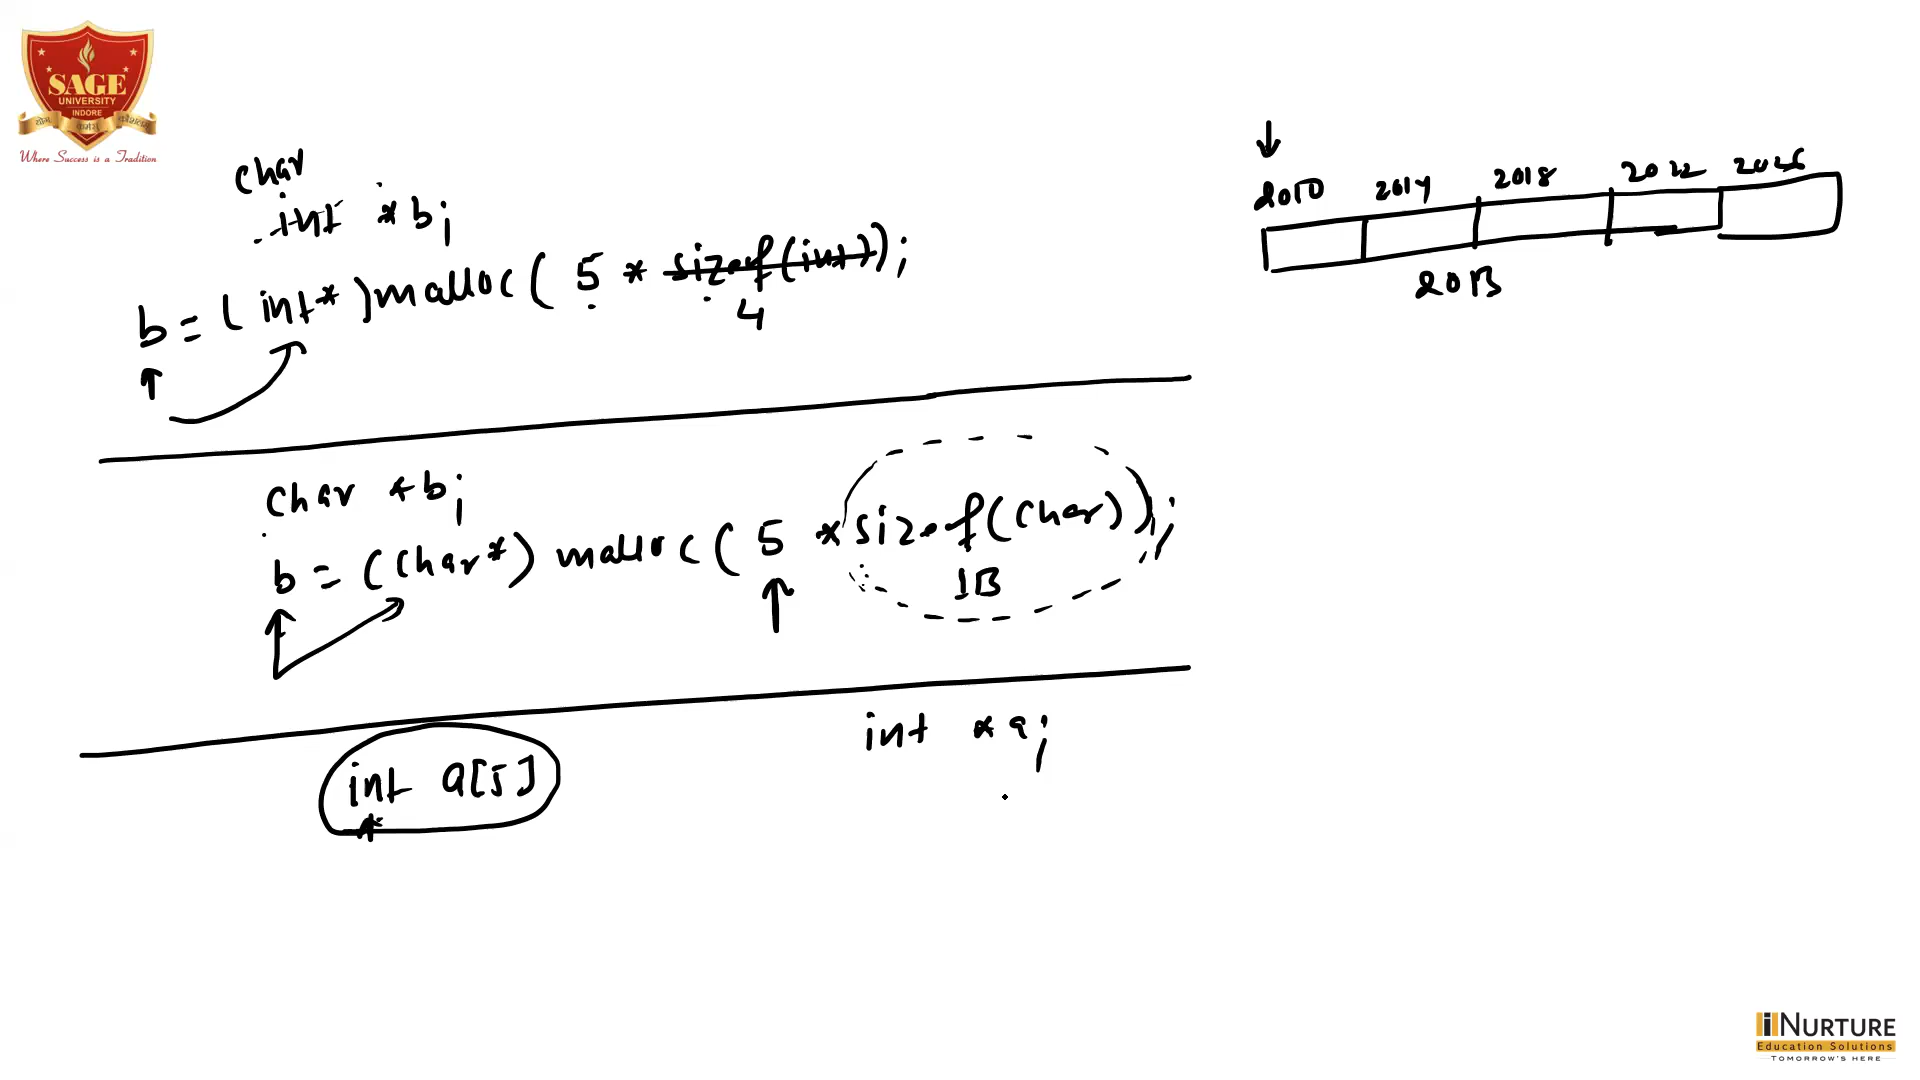 SAGE
UNIVERSITY
INDORE
Where Success is a Tradition
char
int *b;
b = (int*)malloc( 5 * sizeof(int));
4
2010 2014 2018 2022 2026
20B
char *b;
b = (char*) malloc( 5 * sizeof(char));
1B
int a[5]
int *a;
iNURTURE
Education Solutions
TOMORROW'S HERE